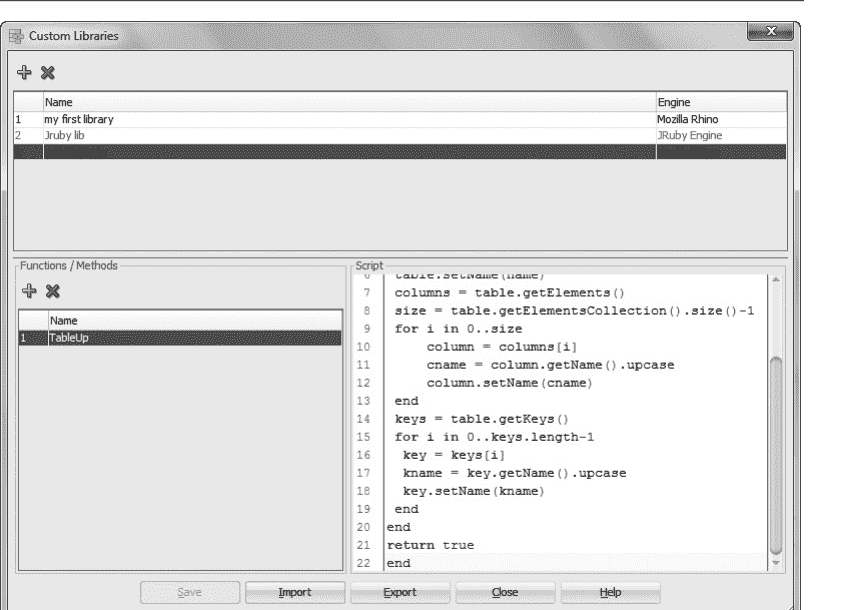 Custom Libraries
Name Engine
1 my first library Mozilla Rhino
2 Jruby lib JRuby Engine
Functions / Methods
Name
1 TableUp
Script
6 table.setName(name)
7 columns = table.getElements()
8 size = table.getElementsCollection().size()-1
9 for i in 0..size
10 column = columns[i]
11 cname = column.getName().upcase
12 column.setName(cname)
13 end
14 keys = table.getKeys()
15 for i in 0..keys.length-1
16 key = keys[i]
17 kname = key.getName().upcase
18 key.setName(kname)
19 end
20 end
21 return true
22 end
Save Import Export Close Help